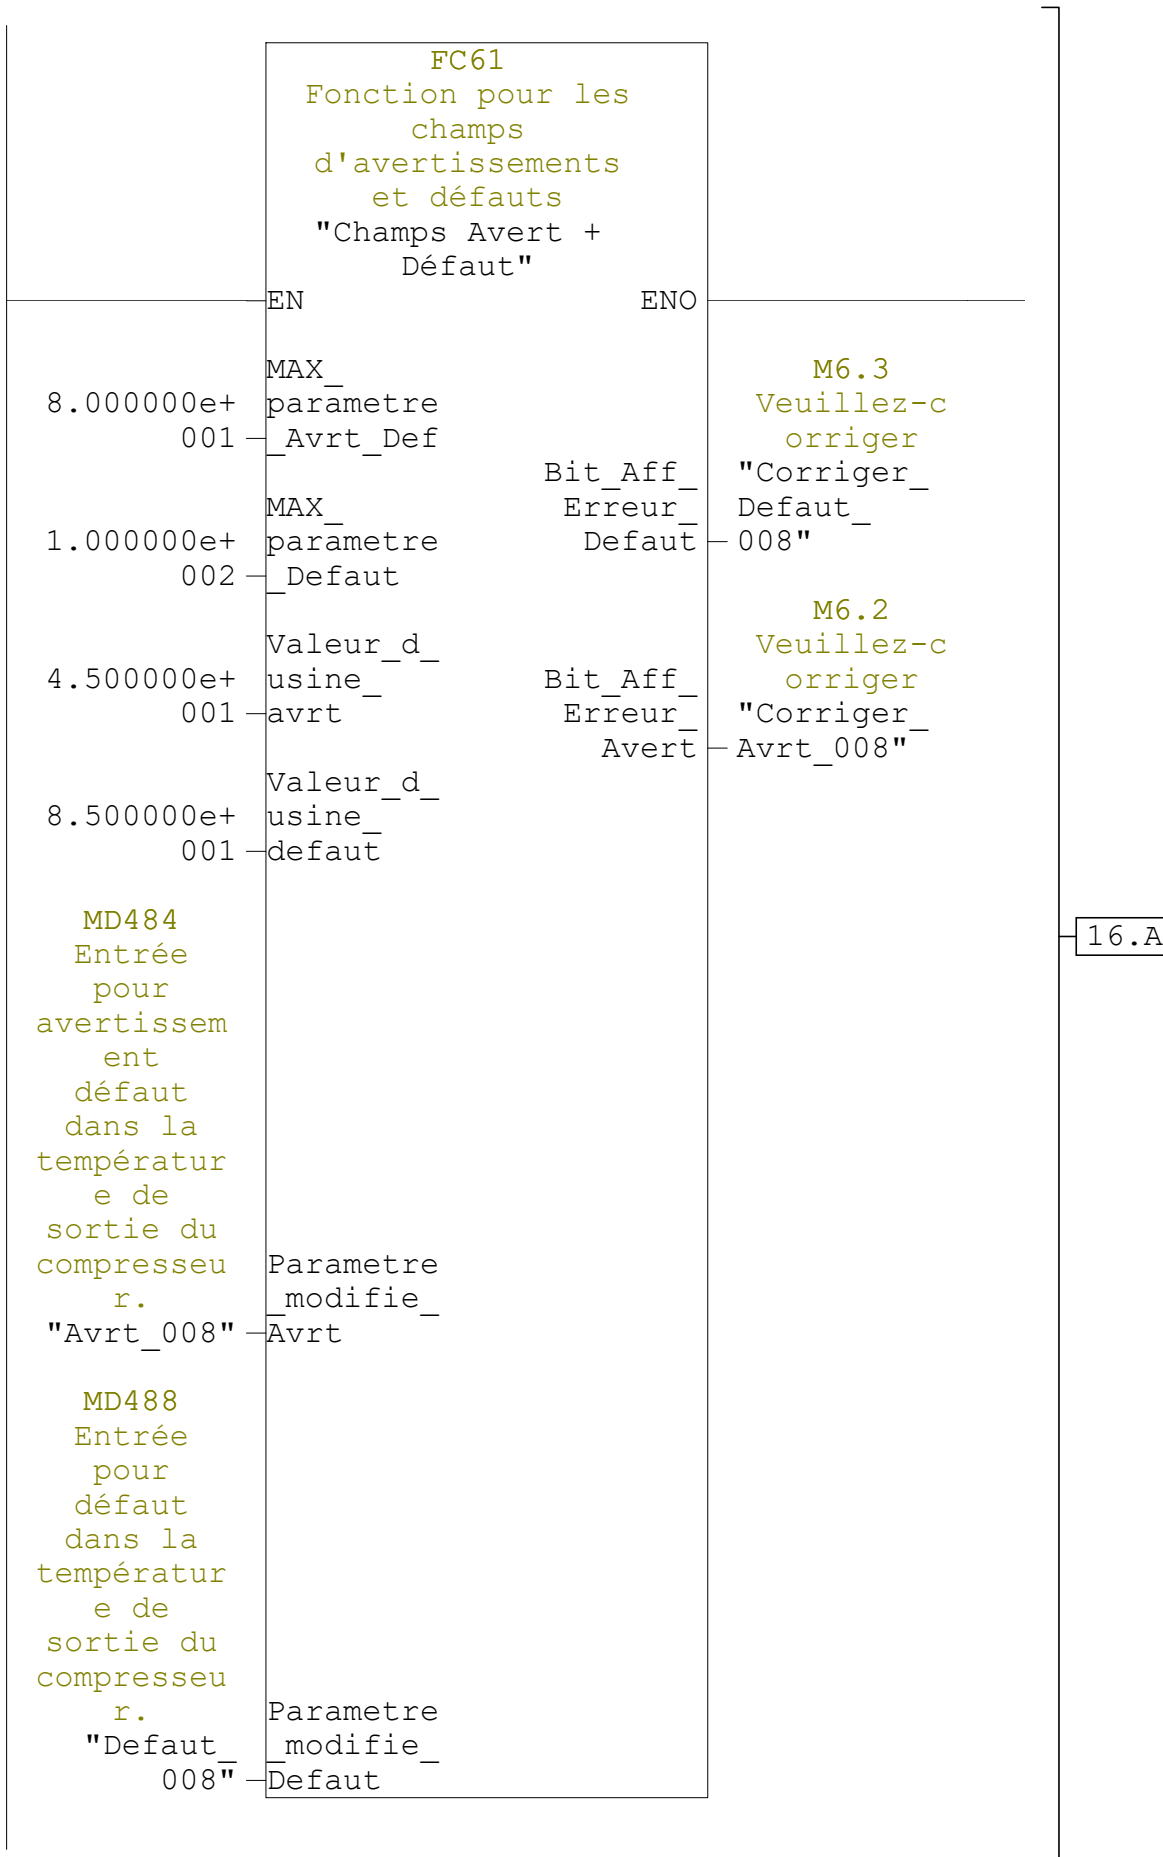 FC61
Fonction pour les
champs
d'avertissements
et défauts
"Champs Avert +
Défaut"
EN
ENO
8.000000e+
001
MAX_
parametre
_Avrt_Def
1.000000e+
002
MAX_
parametre
_Defaut
4.500000e+
001
Valeur_d_
usine_
avrt
8.500000e+
001
Valeur_d_
usine_
defaut
MD484
Entrée
pour
avertissem
ent
défaut
dans la
températur
e de
sortie du
compresseu
r.
"Avrt_008"
Parametre
_modifie_
Avrt
MD488
Entrée
pour
défaut
dans la
températur
e de
sortie du
compresseu
r.
"Defaut_
008"
Parametre
_modifie_
Defaut
Bit_Aff_
Erreur_
Defaut
M6.3
Veuillez-c
orriger
"Corriger_
Defaut_
008"
Bit_Aff_
Erreur_
Avert
M6.2
Veuillez-c
orriger
"Corriger_
Avrt_008"
16.A